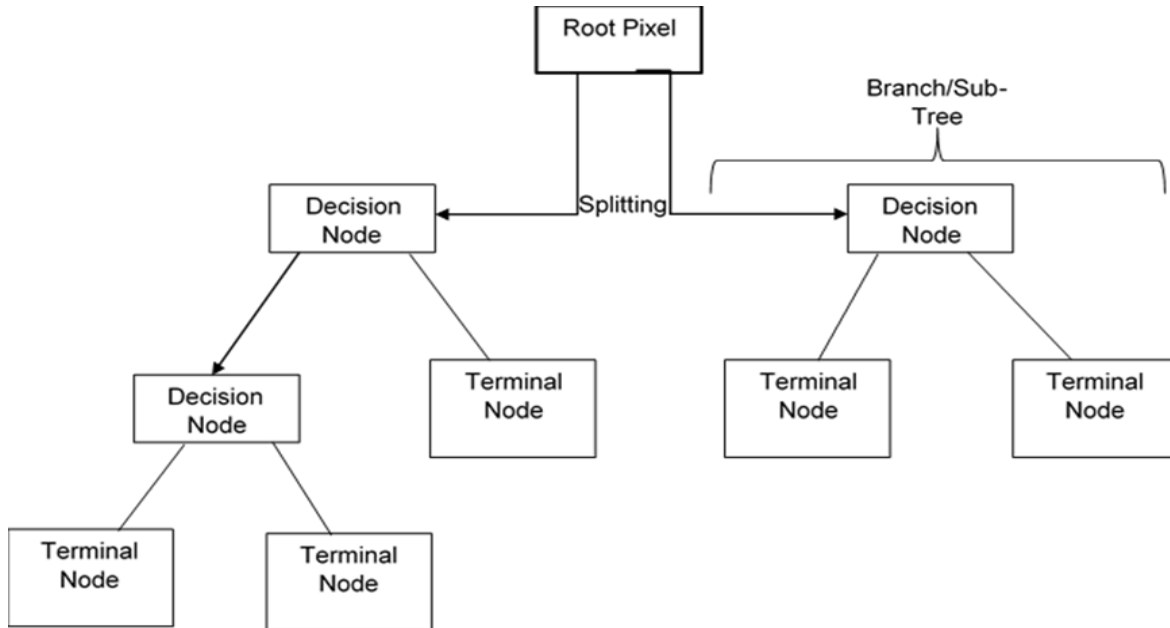 Root Pixel
Branch/Sub-
Tree
Splitting
Decision
Node
Decision
Node
Decision
Node
Terminal
Node
Terminal
Node
Terminal
Node
Terminal
Node
Terminal
Node